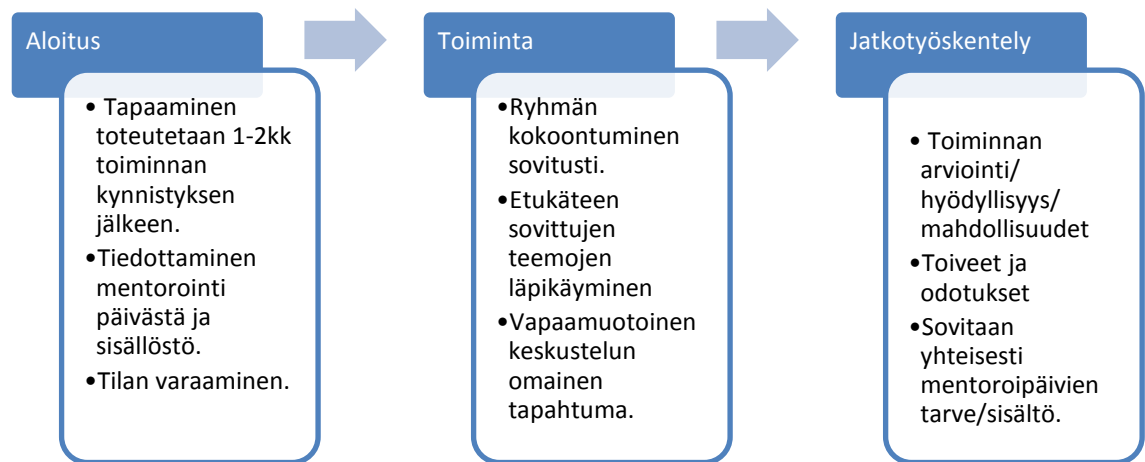 Aloitus
• Tapaaminen
toteutetaan 1-2kk
toiminnan
kynnistyksen
jälkeen.
•Tiedottaminen
mentorointi
päivästä ja
sisällöstö.
•Tilan varaaminen.
Toiminta
•Ryhmän
kokoontuminen
sovitusti.
•Etukäteen
sovittujen
teemojen
läpikäyminen
•Vapaamuotoinen
keskustelun
omainen
tapahtuma.
Jatkotyöskentely
• Toiminnan
arviointi/
hyödyllisyys/
mahdollisuudet
•Toiveet ja
odotukset
•Sovitaan
yhteisesti
mentoroipäivien
tarve/sisältö.